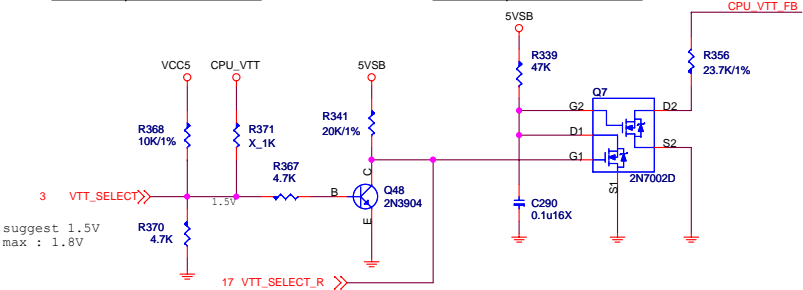 CPU_VTT_FB
5VSB
VCC5
CPU_VTT
5VSB
R339
47K
R356
23.7K/1%
Q7
R368
10K/1%
R371
X_1K
R341
20K/1%
G2
D2
D1
S2
G1
S1
2N7002D
R367
4.7K
C
3
VTT_SELECT
1.5V
B
Q48
2N3904
E
C290
0.1u16X
suggest 1.5V
max : 1.8V
R370
4.7K
17
VTT_SELECT_R